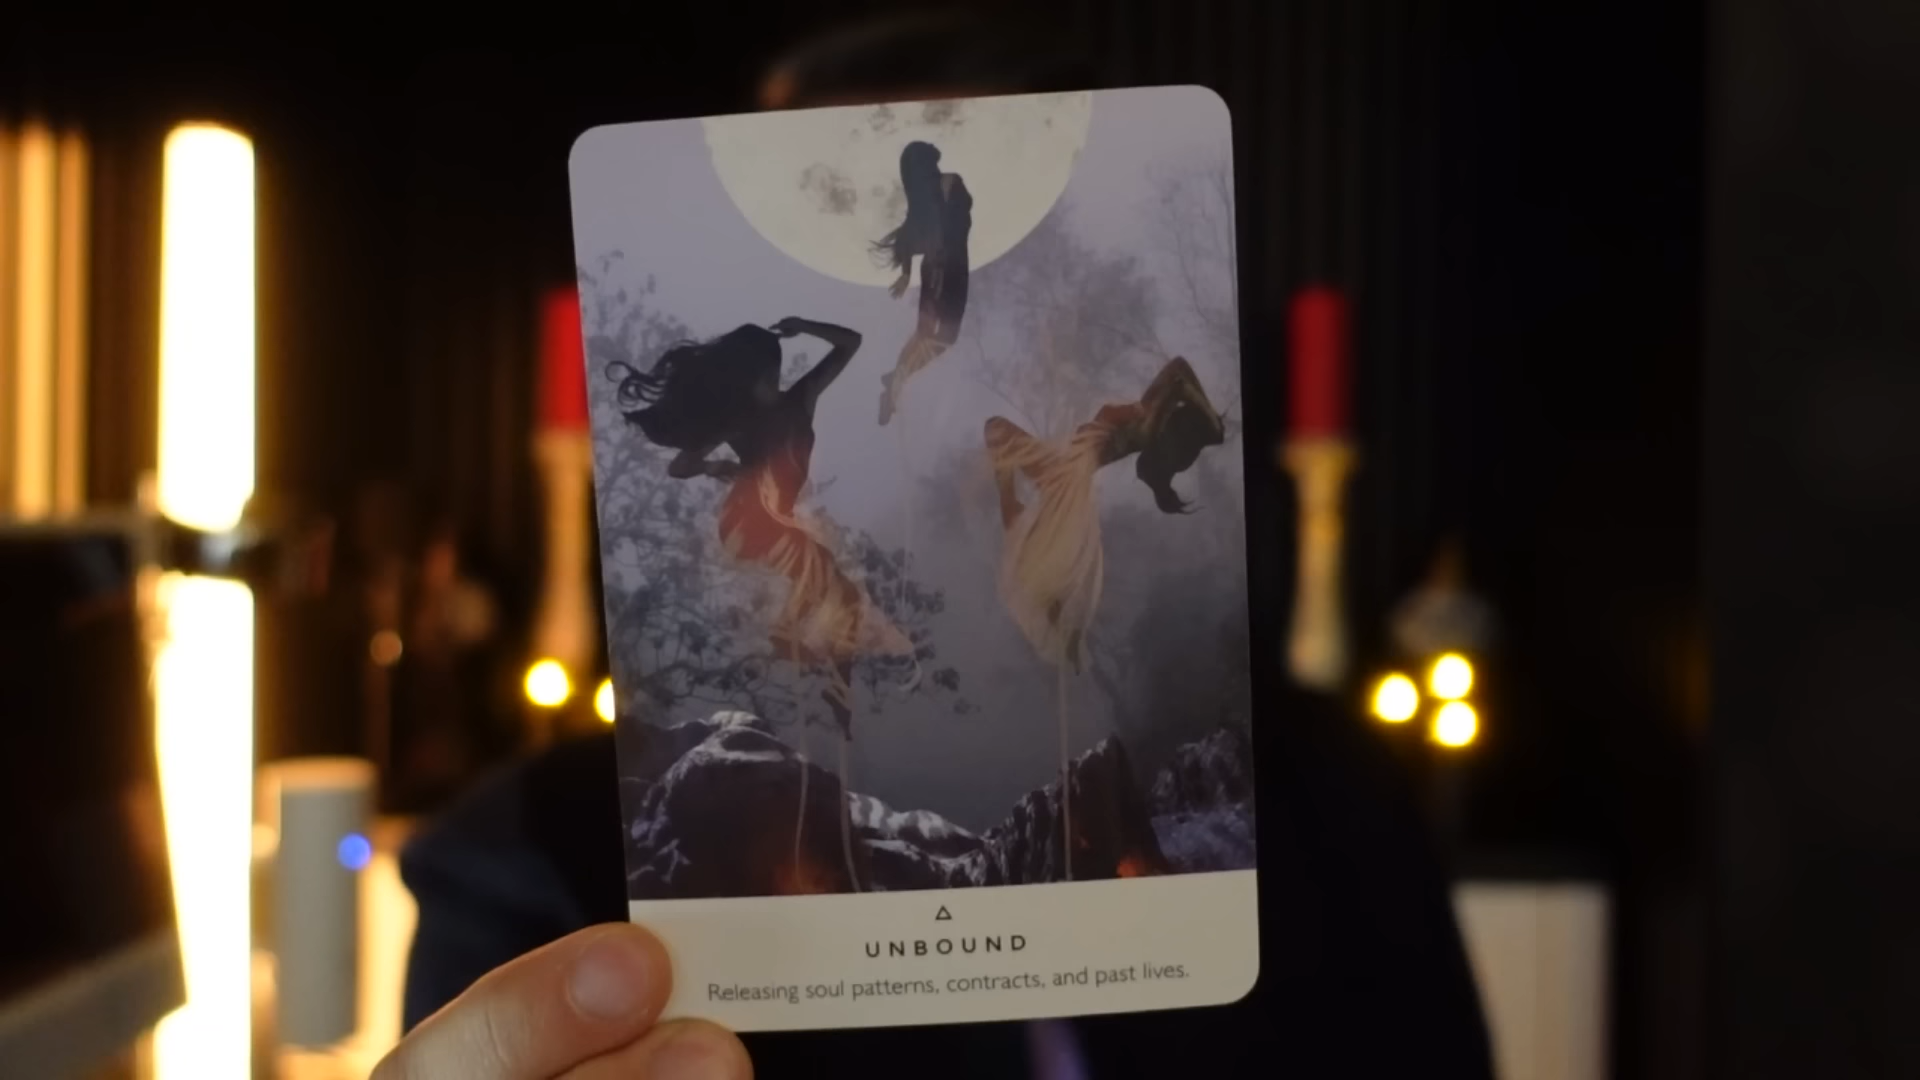 UNBOUND
Releasing soul patterns, contracts, and past lives.